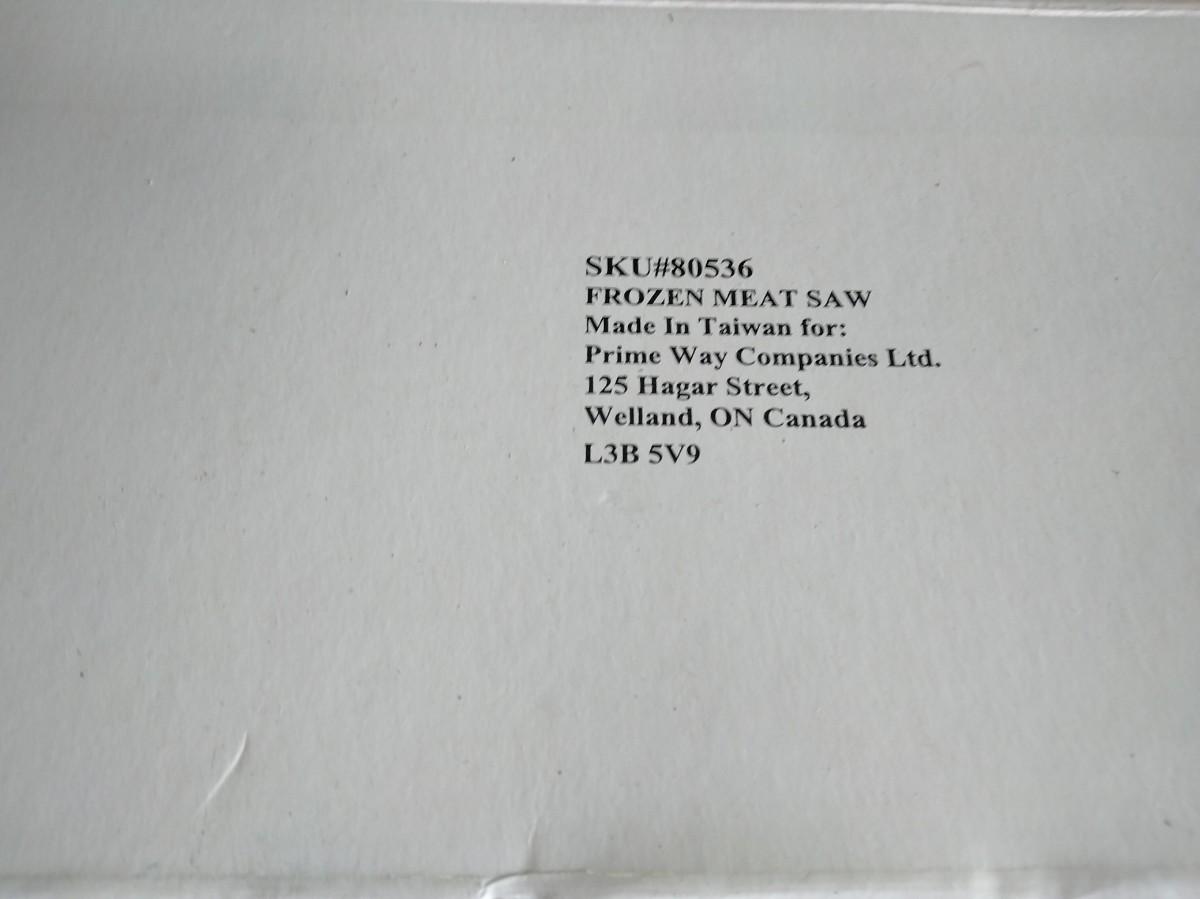 SKU#80536
FROZEN MEAT SAW
Made In Taiwan for:
Prime Way Companies Ltd.
125 Hagar Street,
Welland, ON Canada
L3B 5V9